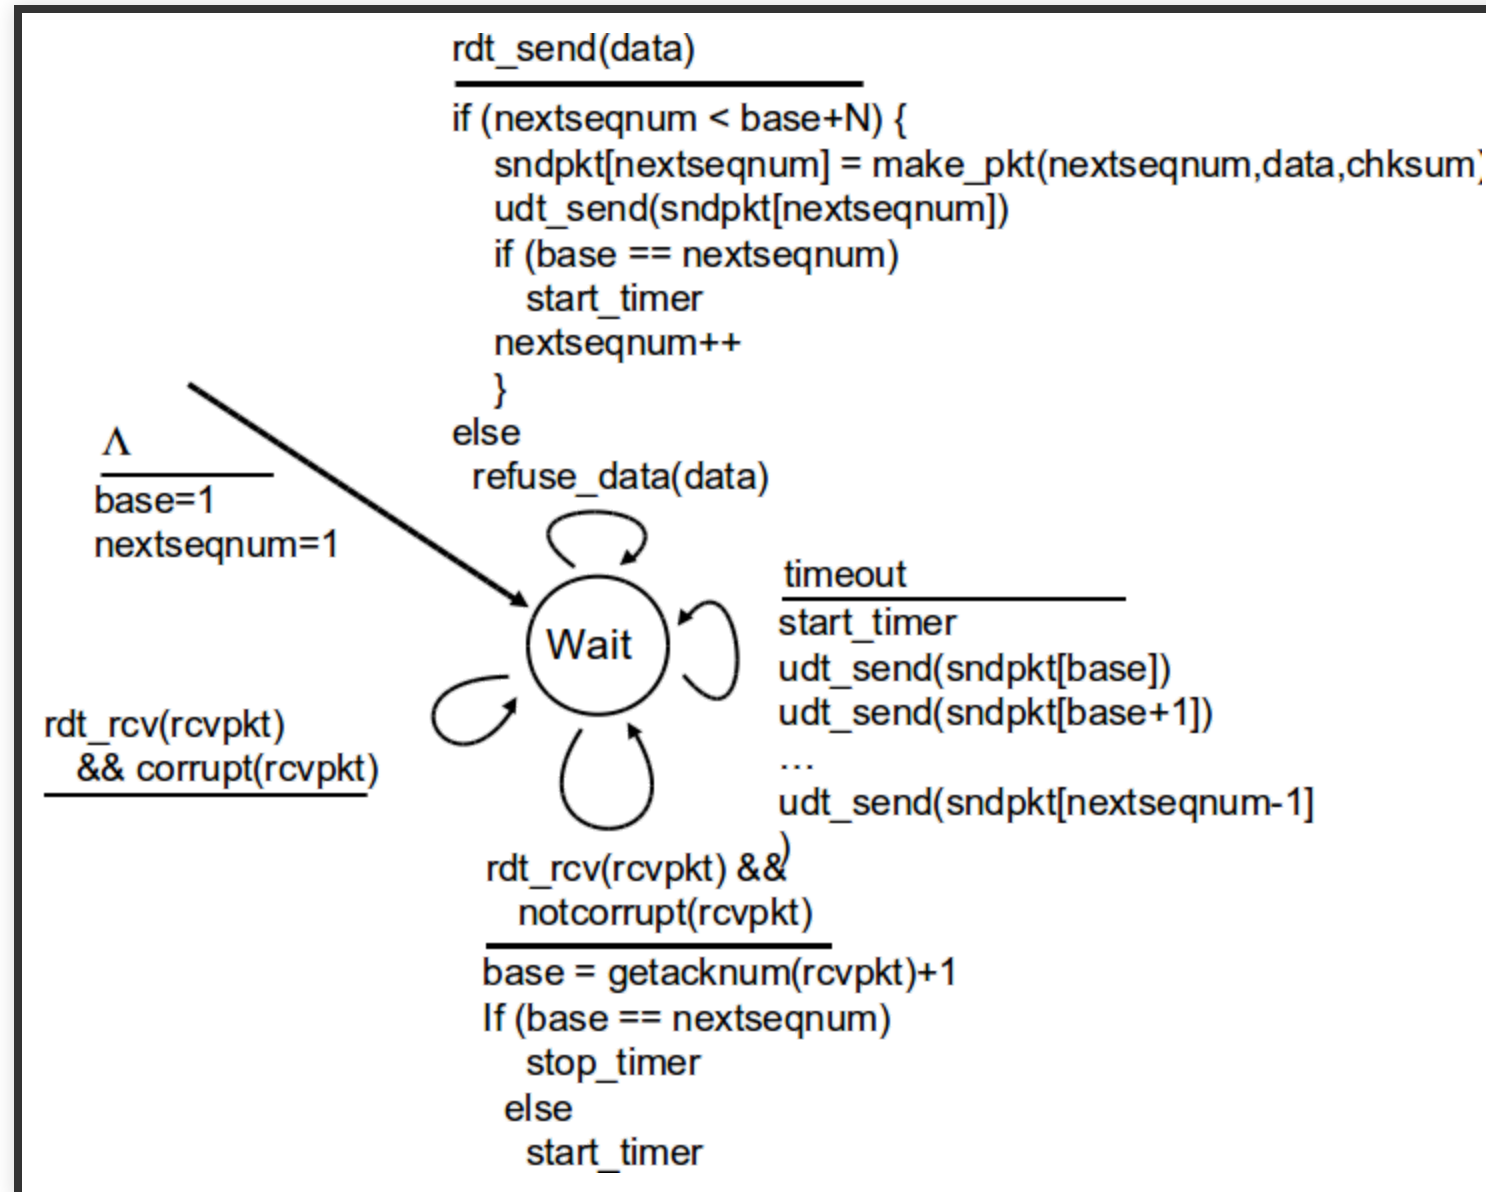 rdt_send(data)
if (nextseqnum < base+N) {
sndpkt[nextseqnum] = make_pkt(nextseqnum,data,chksum)
udt_send(sndpkt[nextseqnum])
if (base == nextseqnum)
start_timer
nextseqnum++
}
else
refuse_data(data)
Λ
base=1
nextseqnum=1
Wait
timeout
start_timer
udt_send(sndpkt[base])
udt_send(sndpkt[base+1])
...
udt_send(sndpkt[nextseqnum-1]
)
rdt_rcv(rcvpkt)
&& corrupt(rcvpkt)
rdt_rcv(rcvpkt) &&
notcorrupt(rcvpkt)
base = getacknum(rcvpkt)+1
If (base == nextseqnum)
stop_timer
else
start_timer